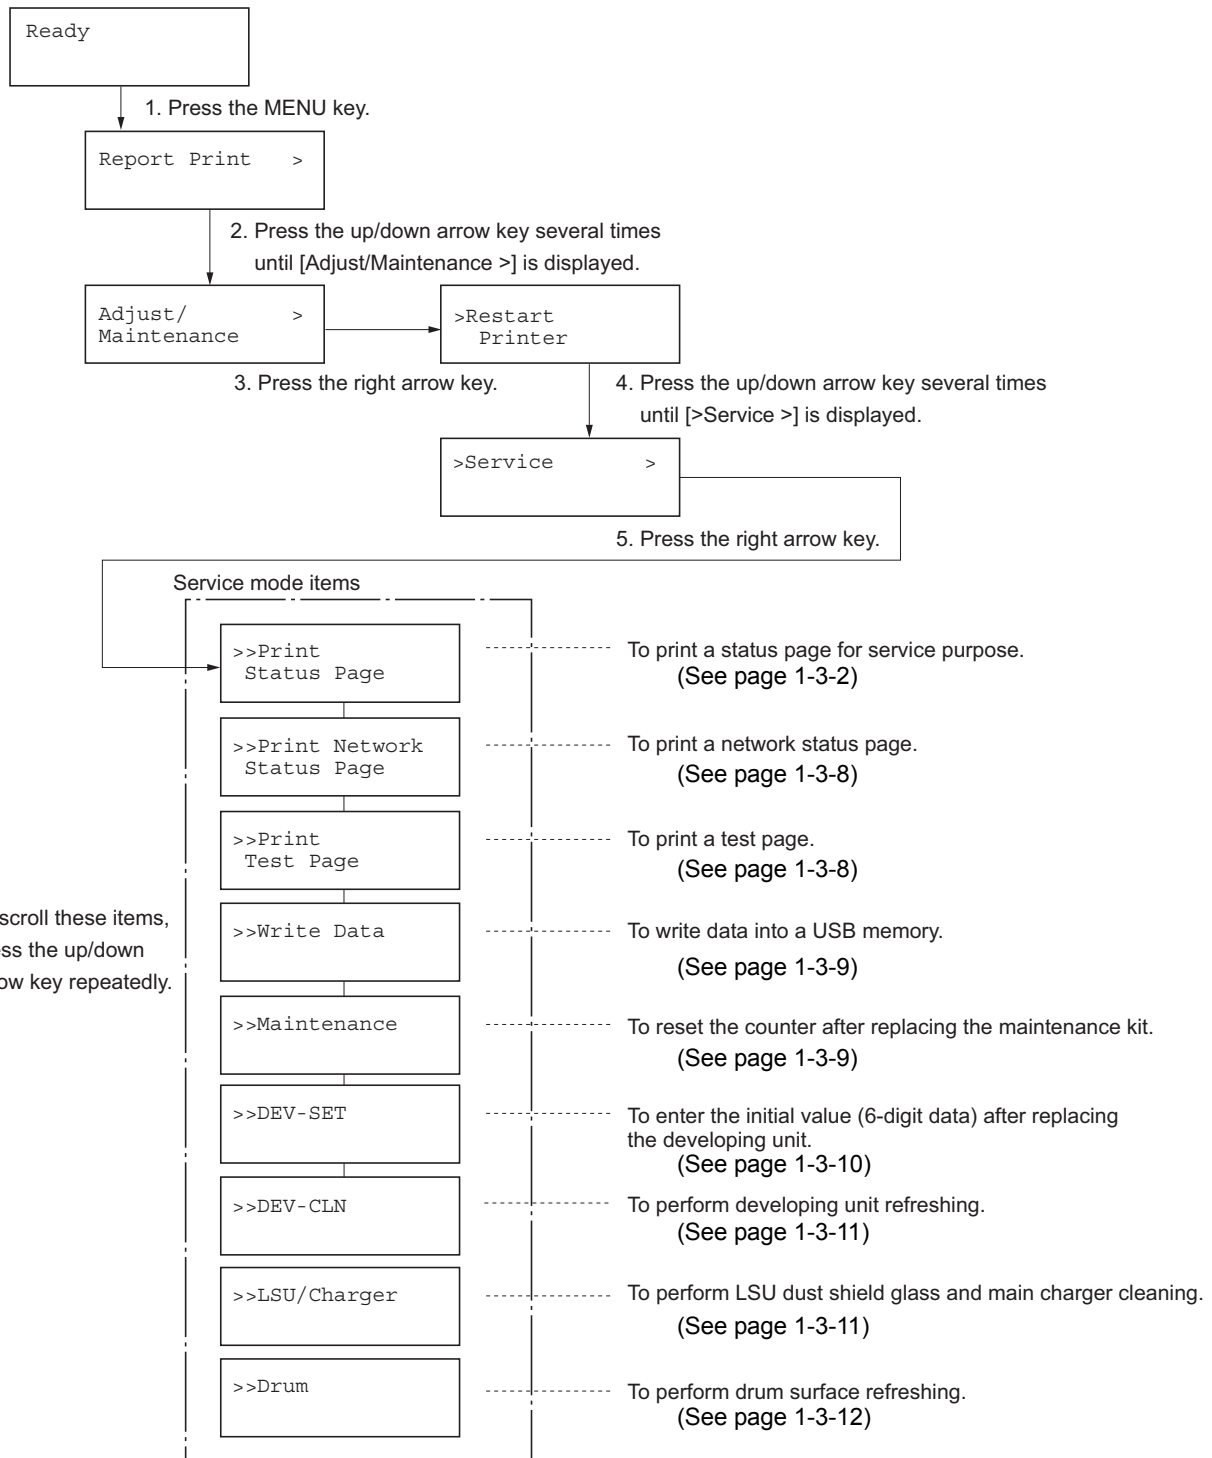 Ready
1. Press the MENU key.
Report Print >
2. Press the up/down arrow key several times
until [Adjust/Maintenance >] is displayed.
Adjust/ >
Maintenance
>Restart
Printer
3. Press the right arrow key.
4. Press the up/down arrow key several times
until [>Service >] is displayed.
>Service >
5. Press the right arrow key.
Service mode items
>>Print
Status Page
To print a status page for service purpose.
(See page 1-3-2)
>>Print Network
Status Page
To print a network status page.
(See page 1-3-8)
>>Print
Test Page
To print a test page.
(See page 1-3-8)
scroll these items,
ess the up/down
ow key repeatedly.
>>Write Data
To write data into a USB memory.
(See page 1-3-9)
>>Maintenance
To reset the counter after replacing the maintenance kit.
(See page 1-3-9)
>>DEV-SET
To enter the initial value (6-digit data) after replacing
the developing unit.
(See page 1-3-10)
>>DEV-CLN
To perform developing unit refreshing.
(See page 1-3-11)
>>LSU/Charger
To perform LSU dust shield glass and main charger cleaning.
(See page 1-3-11)
>>Drum
To perform drum surface refreshing.
(See page 1-3-12)